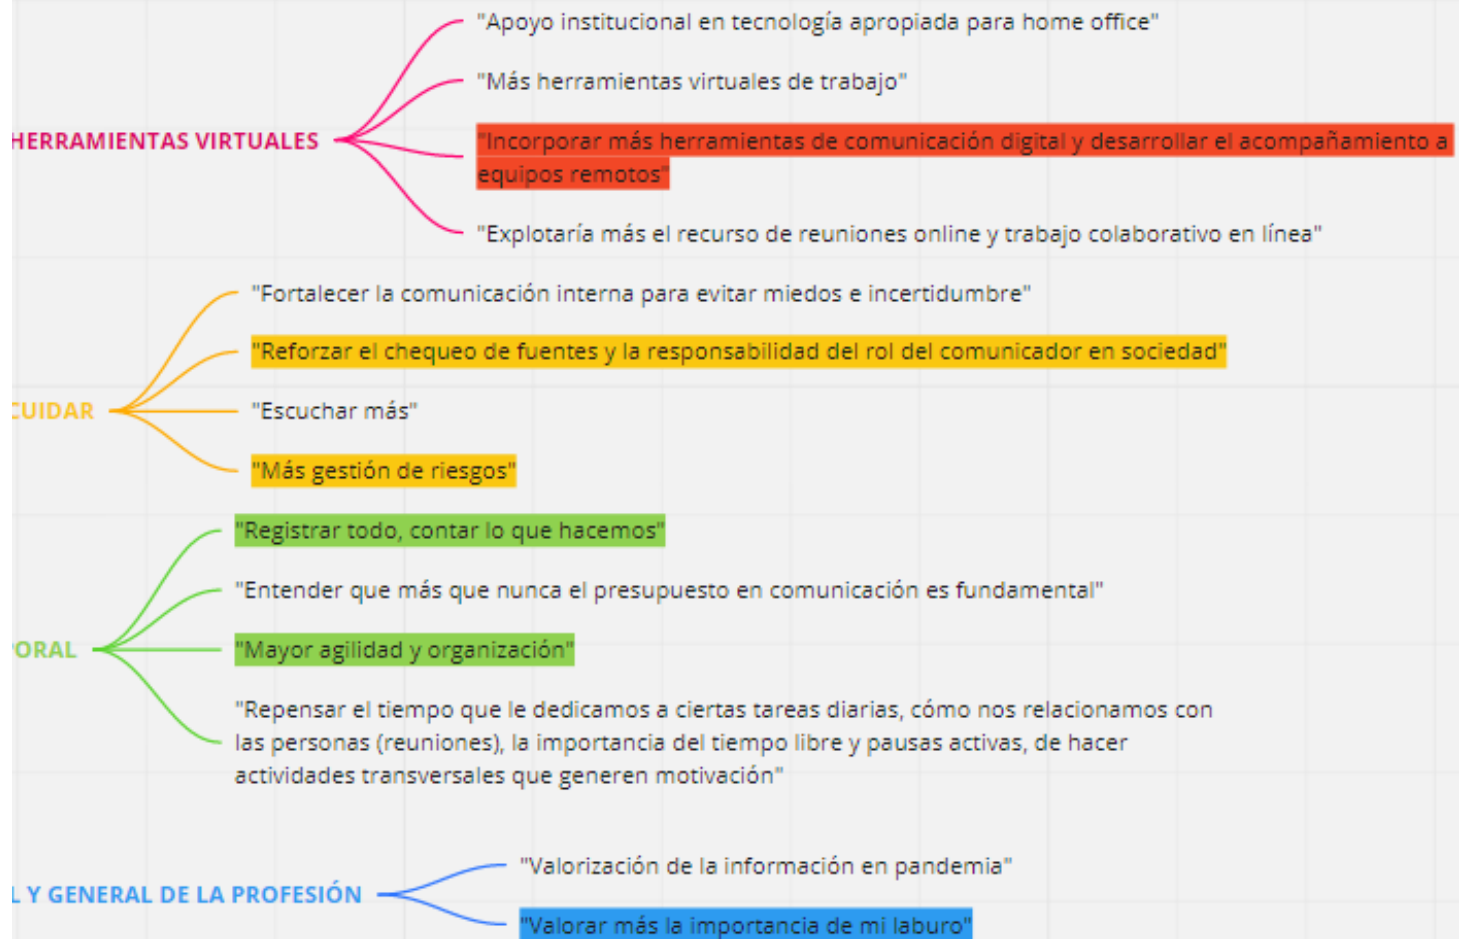 "Apoyo institucional en tecnología apropiada para home office"
"Más herramientas virtuales de trabajo"
HERRAMIENTAS VIRTUALES
"Incorporar más herramientas de comunicación digital y desarrollar el acompañamiento a
equipos remotos"
"Explotaría más el recurso de reuniones online y trabajo colaborativo en línea"
"Fortalecer la comunicación interna para evitar miedos e incertidumbre"
"Reforzar el chequeo de fuentes y la responsabilidad del rol del comunicador en sociedad"
CUIDAR
"Escuchar más"
"Más gestión de riesgos"
"Registrar todo, contar lo que hacemos"
"Entender que más que nunca el presupuesto en comunicación es fundamental"
ORAL
"Mayor agilidad y organización"
"Repensar el tiempo que le dedicamos a ciertas tareas diarias, cómo nos relacionamos con
las personas (reuniones), la importancia del tiempo libre y pausas activas, de hacer
actividades transversales que generen motivación"
"Valorización de la información en pandemia"
L Y GENERAL DE LA PROFESIÓN
"Valorar más la importancia de mi laburo"